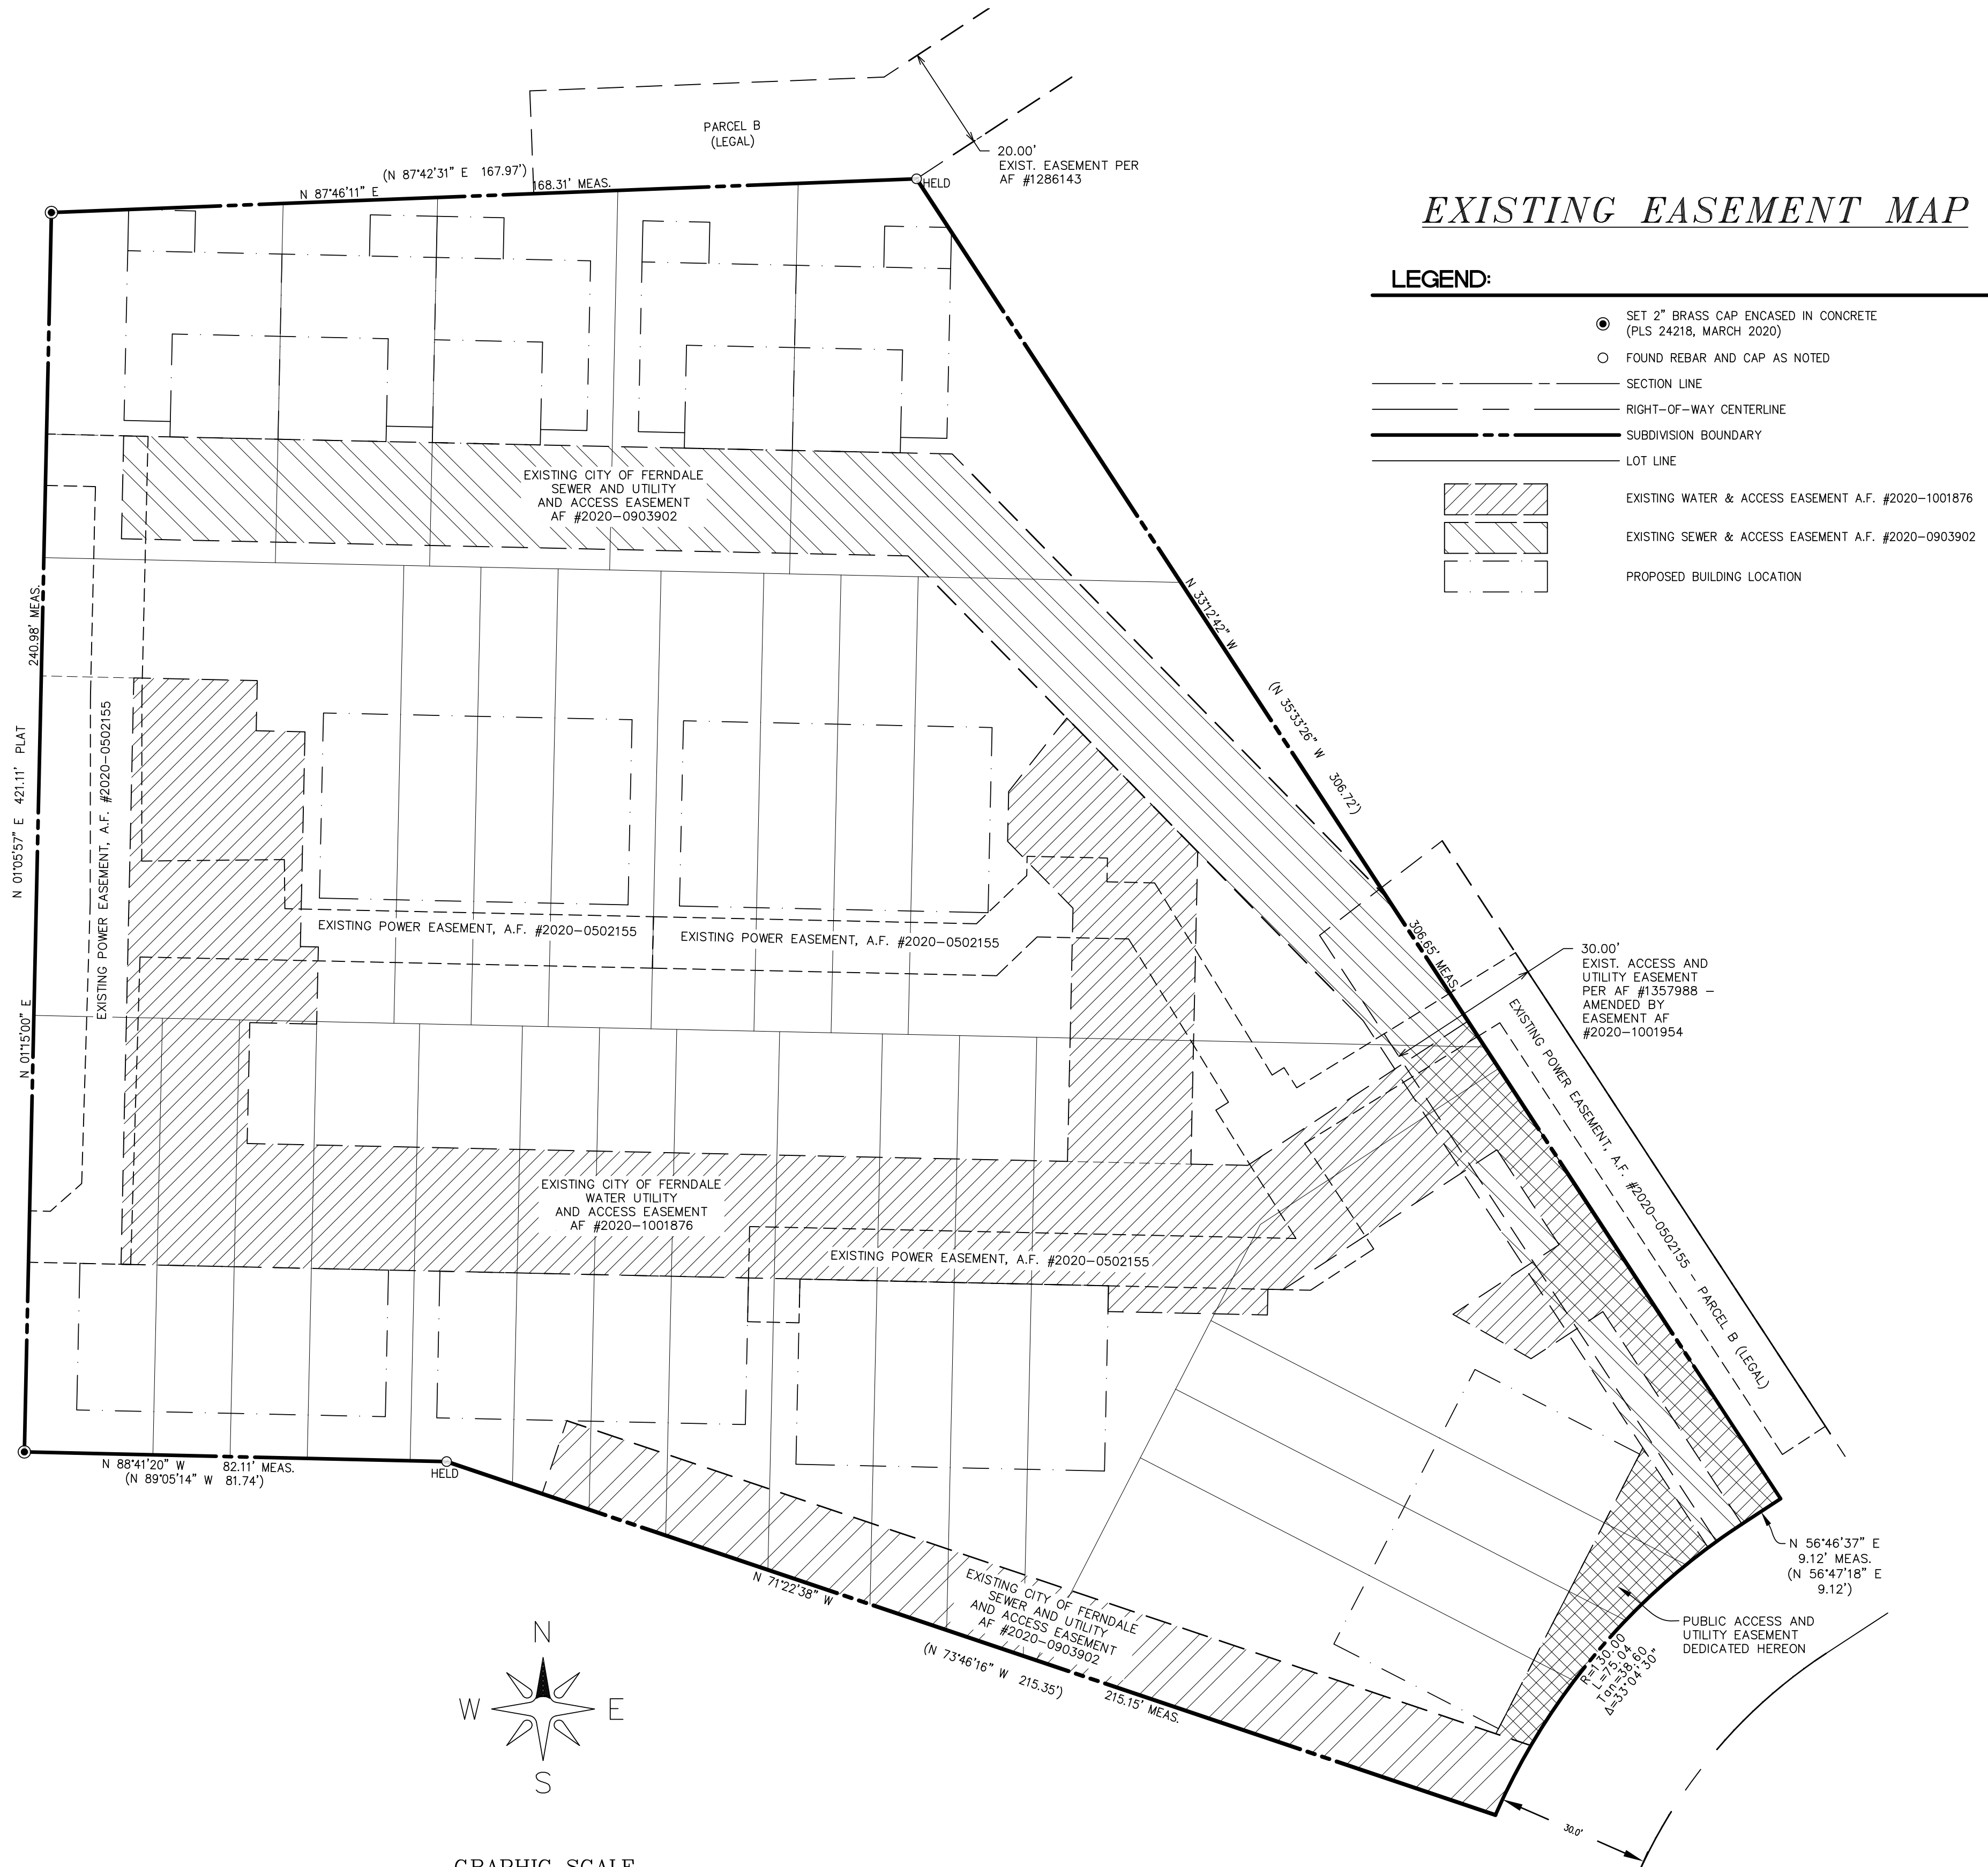 PARCEL B
(LEGAL)
20.00'
EXIST. EASEMENT PER
AF #1286143
(N 87°42'31" E 167.97')
N 87°46'11" E
168.31' MEAS.
HELD
EXISTING EASEMENT MAP
LEGEND:
SET 2" BRASS CAP ENCASED IN CONCRETE
(PLS 24218, MARCH 2020)
FOUND REBAR AND CAP AS NOTED
SECTION LINE
RIGHT-OF-WAY CENTERLINE
SUBDIVISION BOUNDARY
LOT LINE
EXISTING WATER & ACCESS EASEMENT A.F. #2020-1001876
EXISTING SEWER & ACCESS EASEMENT A.F. #2020-0903902
PROPOSED BUILDING LOCATION
EXISTING CITY OF FERNDALE
SEWER AND UTILITY
AND ACCESS EASEMENT
AF #2020-0903902
240.98' MEAS.
N 01°05'57" E 421.11' PLAT
N 01°15'00" E
EXISTING POWER EASEMENT, A.F. #2020-0502155
N 33°12'42" W
(N 35°33'26" W 306.72')
306.65' MEAS.
EXISTING POWER EASEMENT, A.F. #2020-0502155
EXISTING POWER EASEMENT, A.F. #2020-0502155
30.00'
EXIST. ACCESS AND
UTILITY EASEMENT
PER AF #1357988 -
AMENDED BY
EASEMENT AF
#2020-1001954
EXISTING POWER EASEMENT, A.F. #2020-0502155 - PARCEL B (LEGAL)
EXISTING CITY OF FERNDALE
WATER UTILITY
AND ACCESS EASEMENT
AF #2020-1001876
EXISTING POWER EASEMENT, A.F. #2020-0502155
N 88°41'20" W 82.11' MEAS.
(N 89°05'14" W 81.74')
HELD
N 71°22'38" W
EXISTING CITY OF FERNDALE
SEWER AND UTILITY
AND ACCESS EASEMENT
AF #2020-0903902
(N 73°46'16" W 215.35')
215.15' MEAS.
N 56°46'37" E
9.12' MEAS.
(N 56°47'18" E
9.12')
PUBLIC ACCESS AND
UTILITY EASEMENT
DEDICATED HEREON
R=130.00
L=75.04
Tan=38.60
Δ=33°04'30"
30.0'
N
W
E
S
GRAPHIC SCALE